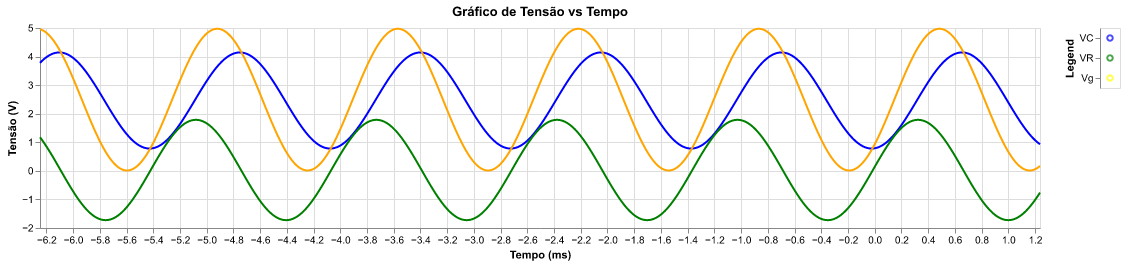 Gráfico de Tensão vs Tempo
Tensão (V)
5
4
3
2
1
0
−1
−2
−6.2 −6.0 −5.8 −5.6 −5.4 −5.2 −5.0 −4.8 −4.6 −4.4 −4.2 −4.0 −3.8 −3.6 −3.4 −3.2 −3.0 −2.8 −2.6 −2.4 −2.2 −2.0 −1.8 −1.6 −1.4 −1.2 −1.0 −0.8 −0.6 −0.4 −0.2 0.0 0.2 0.4 0.6 0.8 1.0 1.2
Tempo (ms)
Legend
VC
VR
Vg